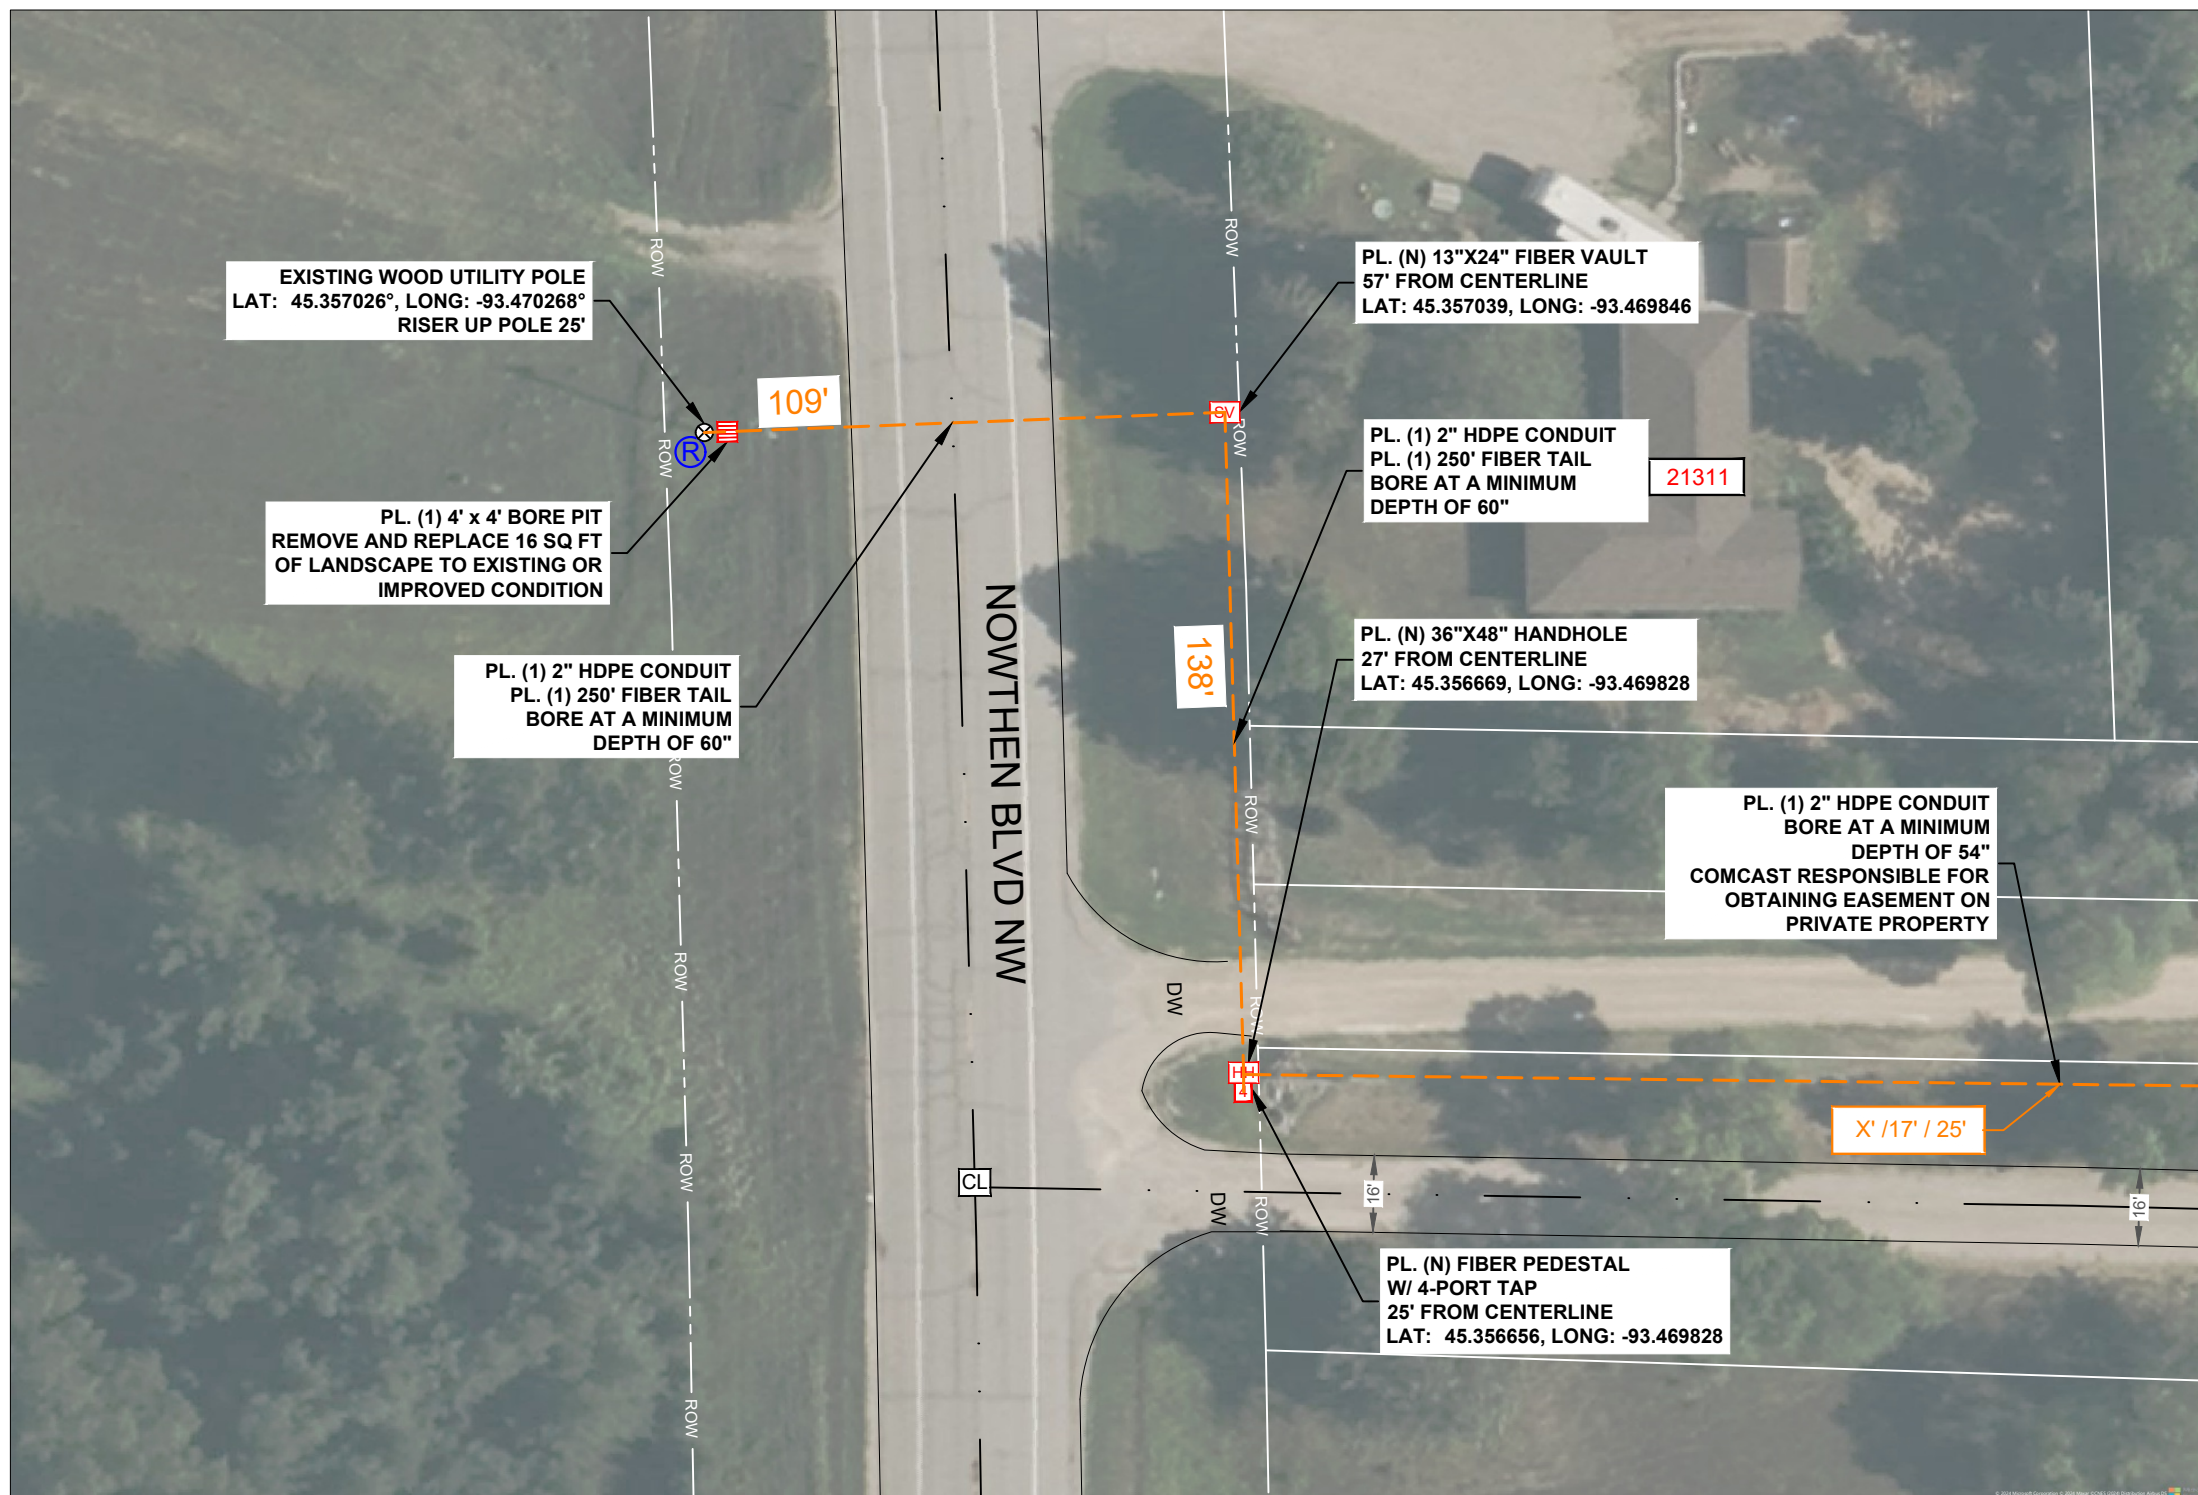 ROW
ROW
EXISTING WOOD UTILITY POLE
LAT: 45.357026°, LONG: -93.470268°
RISER UP POLE 25'
PL. (N) 13"X24" FIBER VAULT
57' FROM CENTERLINE
LAT: 45.357039, LONG: -93.469846
109'
SV
ROW
ROW
R
PL. (1) 2" HDPE CONDUIT
PL. (1) 250' FIBER TAIL
BORE AT A MINIMUM
DEPTH OF 60"
21311
PL. (1) 4' x 4' BORE PIT
REMOVE AND REPLACE 16 SQ FT
OF LANDSCAPE TO EXISTING OR
IMPROVED CONDITION
NOWTHEN BLVD NW
138'
PL. (N) 36"X48" HANDHOLE
27' FROM CENTERLINE
LAT: 45.356669, LONG: -93.469828
PL. (1) 2" HDPE CONDUIT
PL. (1) 250' FIBER TAIL
BORE AT A MINIMUM
DEPTH OF 60"
ROW
ROW
PL. (1) 2" HDPE CONDUIT
BORE AT A MINIMUM
DEPTH OF 54"
COMCAST RESPONSIBLE FOR
OBTAINING EASEMENT ON
PRIVATE PROPERTY
ROW
DW
ROW
HH
4
X' /17' / 25'
ROW
CL
DW
ROW
16'
16'
PL. (N) FIBER PEDESTAL
W/ 4-PORT TAP
25' FROM CENTERLINE
LAT: 45.356656, LONG: -93.469828
ROW